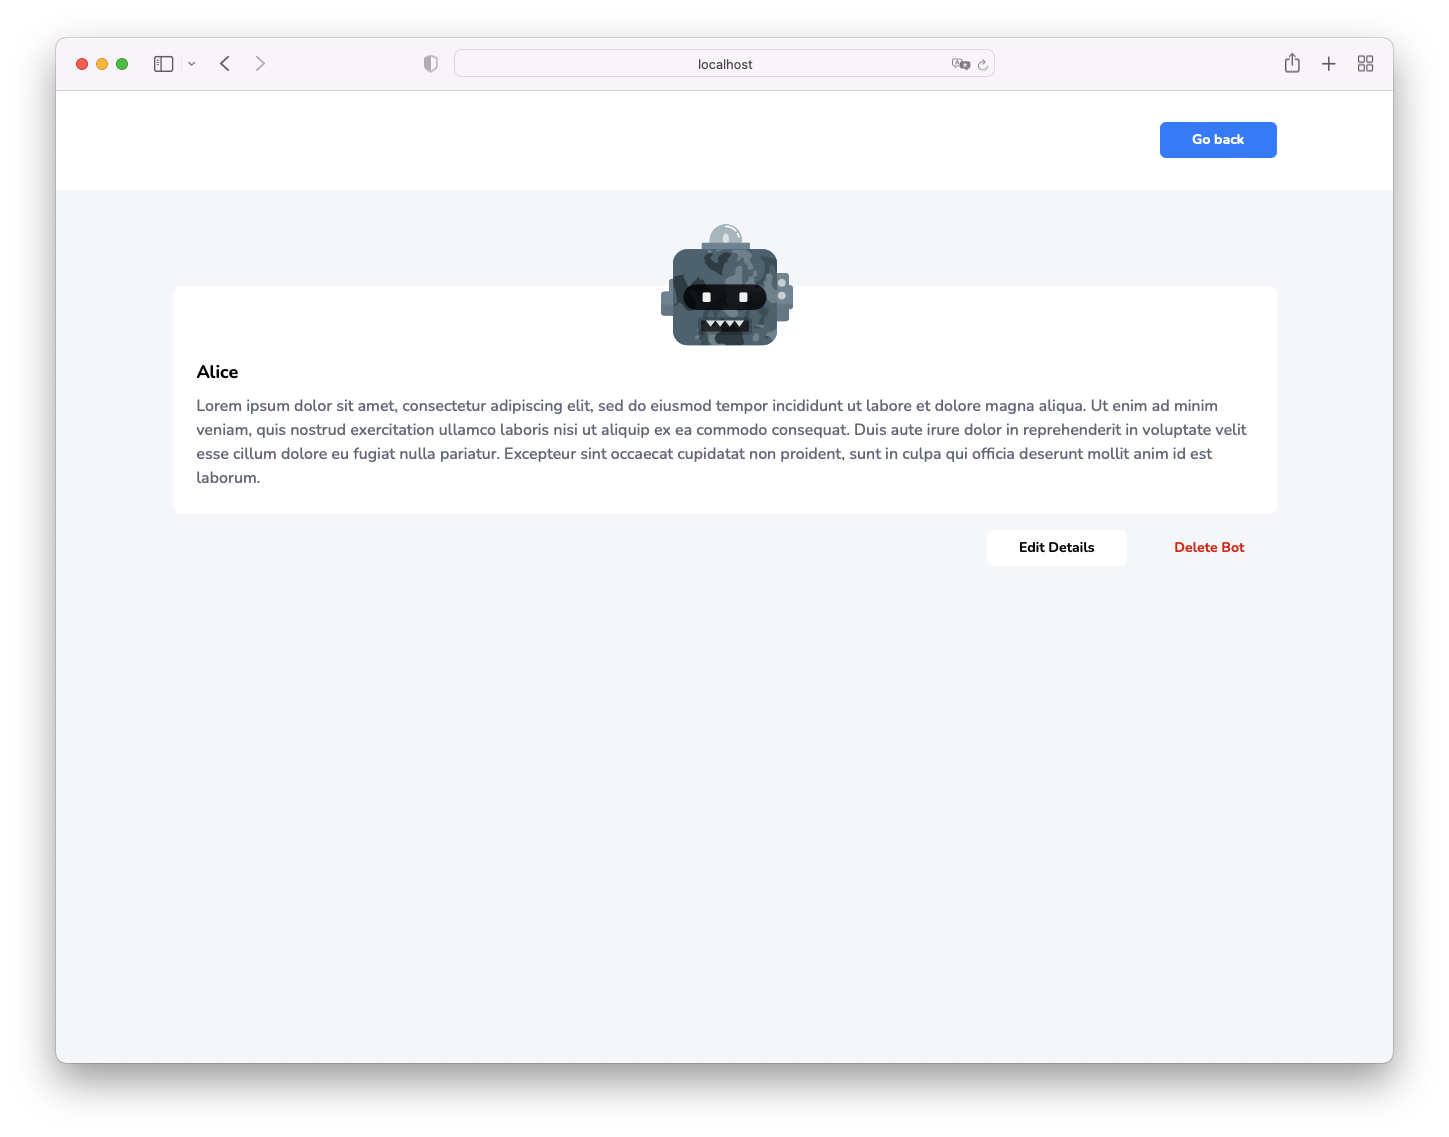 localhost
Go back
Alice
Lorem ipsum dolor sit amet, consectetur adipiscing elit, sed do eiusmod tempor incididunt ut labore et dolore magna aliqua. Ut enim ad minim
veniam, quis nostrud exercitation ullamco laboris nisi ut aliquip ex ea commodo consequat. Duis aute irure dolor in reprehenderit in voluptate velit
esse cillum dolore eu fugiat nulla pariatur. Excepteur sint occaecat cupidatat non proident, sunt in culpa qui officia deserunt mollit anim id est
laborum.
Edit Details
Delete Bot